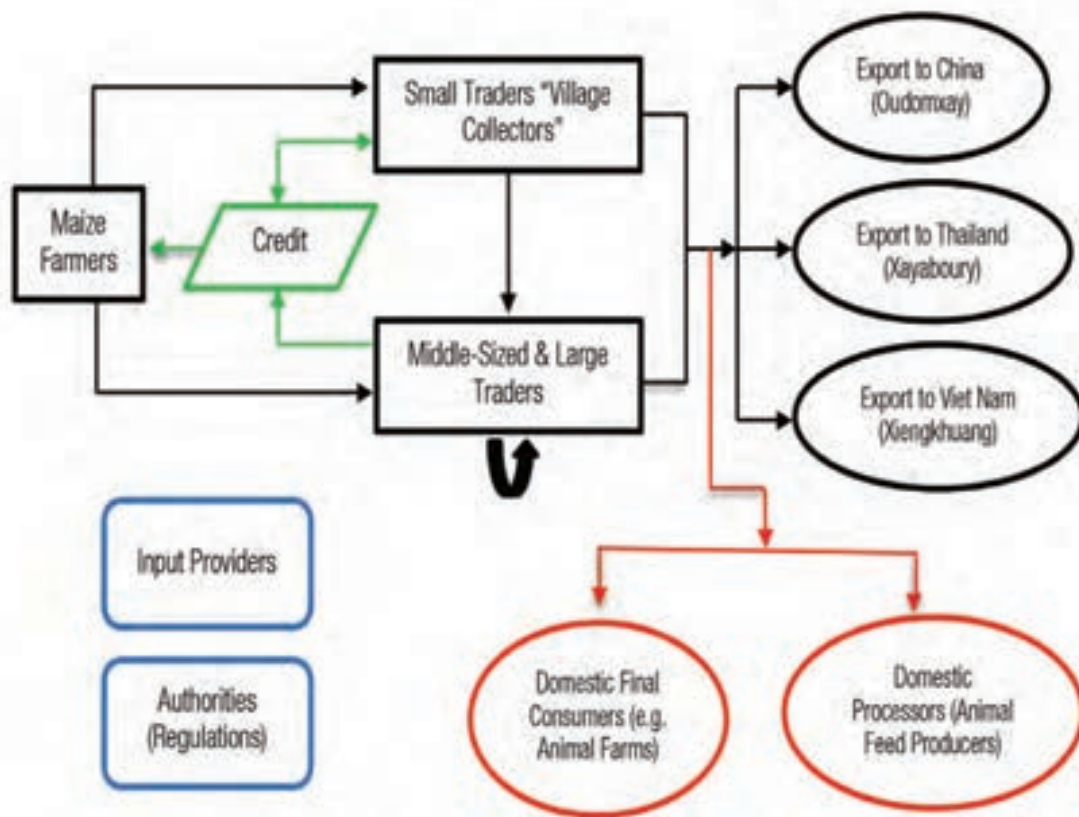 Small Traders "Village
Collectors"
Export to China
(Oudomxay)
Maize
Farmers
Credit
Export to Thailand
(Xayaboury)
Middle-Sized & Large
Traders
Export to Viet Nam
(Xiengkhuang)
Input Providers
Authorities
(Regulations)
Domestic Final
Consumers (e.g.
Animal Farms)
Domestic
Processors (Animal
Feed Producers)